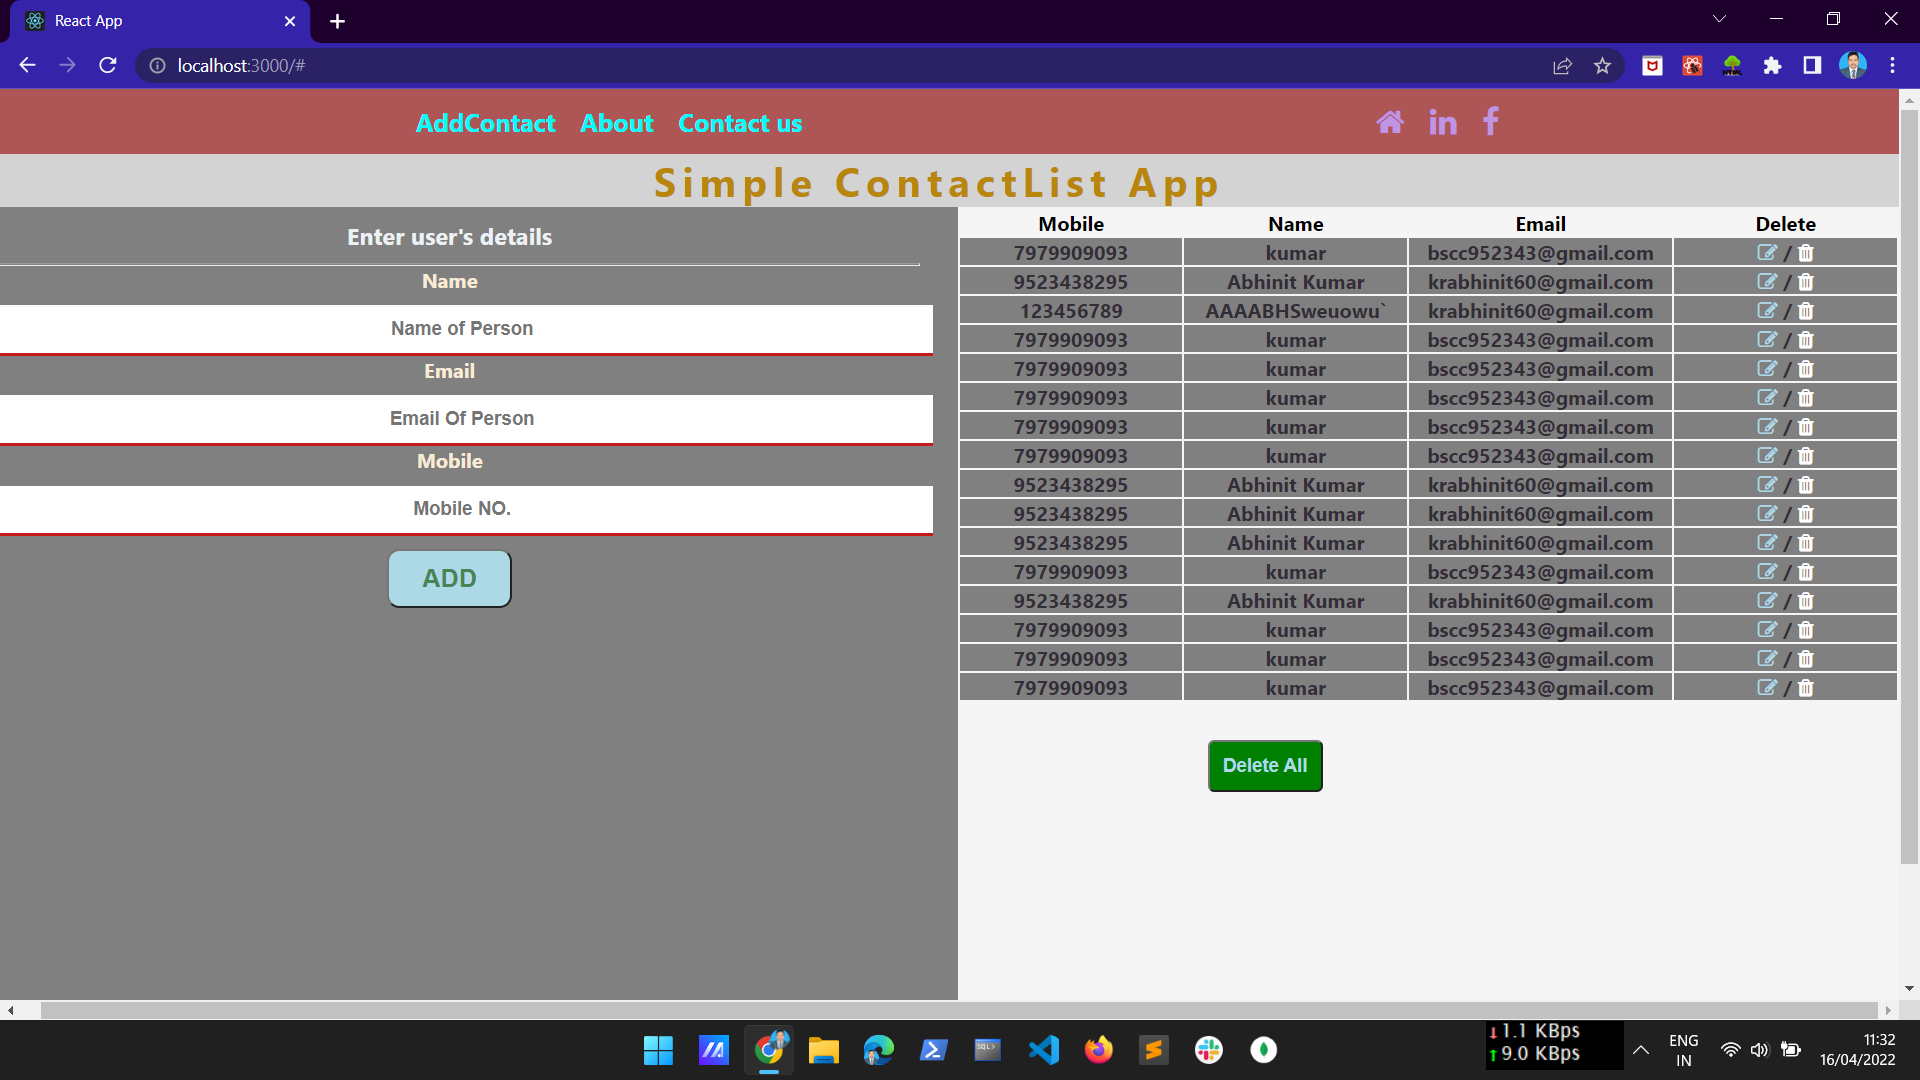 React App
localhost:3000/#
AddContact About Contact us
Simple ContactList App
Enter user's details
Name
Name of Person
Email
Email Of Person
Mobile
Mobile NO.
ADD
Mobile Name Email Delete
7979909093 kumar bscc952343@gmail.com /
9523438295 Abhinit Kumar krabhinit60@gmail.com /
123456789 AAAABHSweuowu` krabhinit60@gmail.com /
7979909093 kumar bscc952343@gmail.com /
7979909093 kumar bscc952343@gmail.com /
7979909093 kumar bscc952343@gmail.com /
7979909093 kumar bscc952343@gmail.com /
7979909093 kumar bscc952343@gmail.com /
9523438295 Abhinit Kumar krabhinit60@gmail.com /
9523438295 Abhinit Kumar krabhinit60@gmail.com /
9523438295 Abhinit Kumar krabhinit60@gmail.com /
7979909093 kumar bscc952343@gmail.com /
9523438295 Abhinit Kumar krabhinit60@gmail.com /
7979909093 kumar bscc952343@gmail.com /
7979909093 kumar bscc952343@gmail.com /
7979909093 kumar bscc952343@gmail.com /
Delete All
1.1 KBps
9.0 KBps
ENG
IN
11:32
16/04/2022